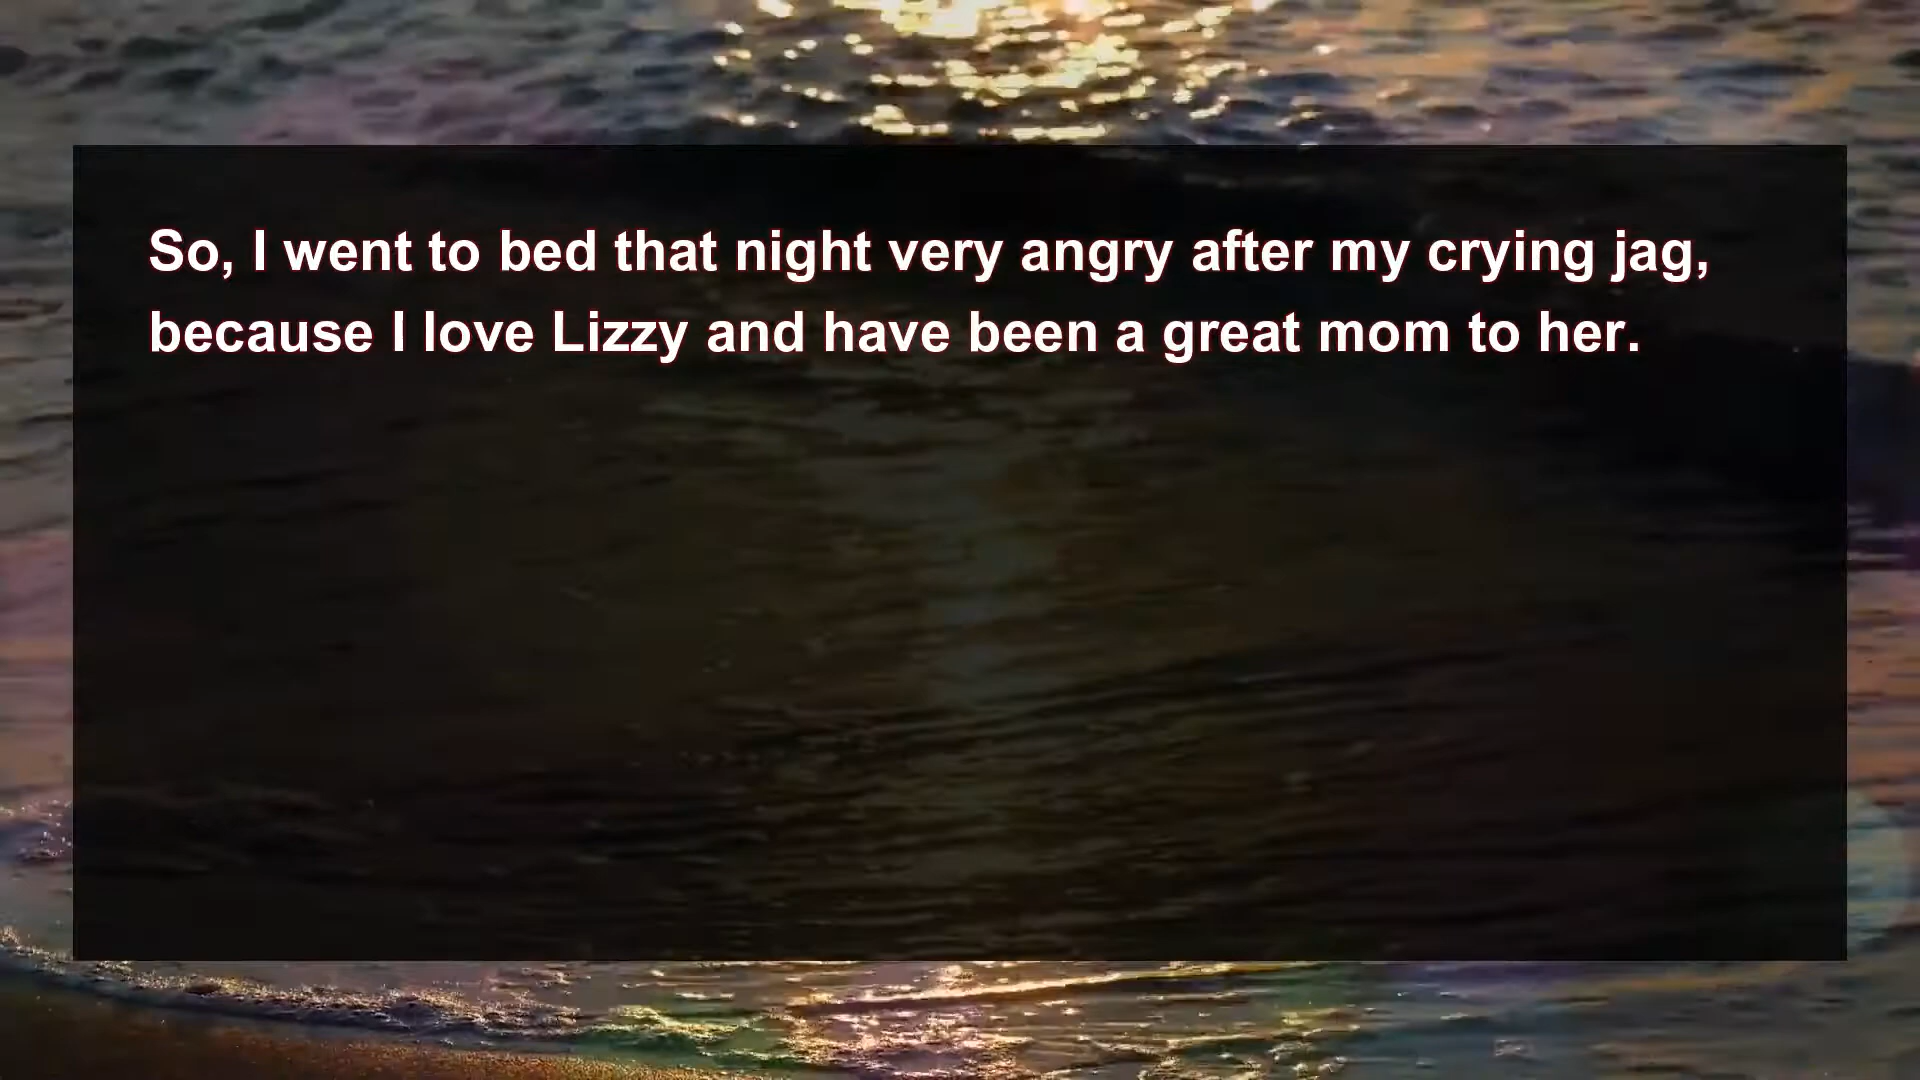 So, I went to bed that night very angry after my crying jag,
because I love Lizzy and have been a great mom to her.